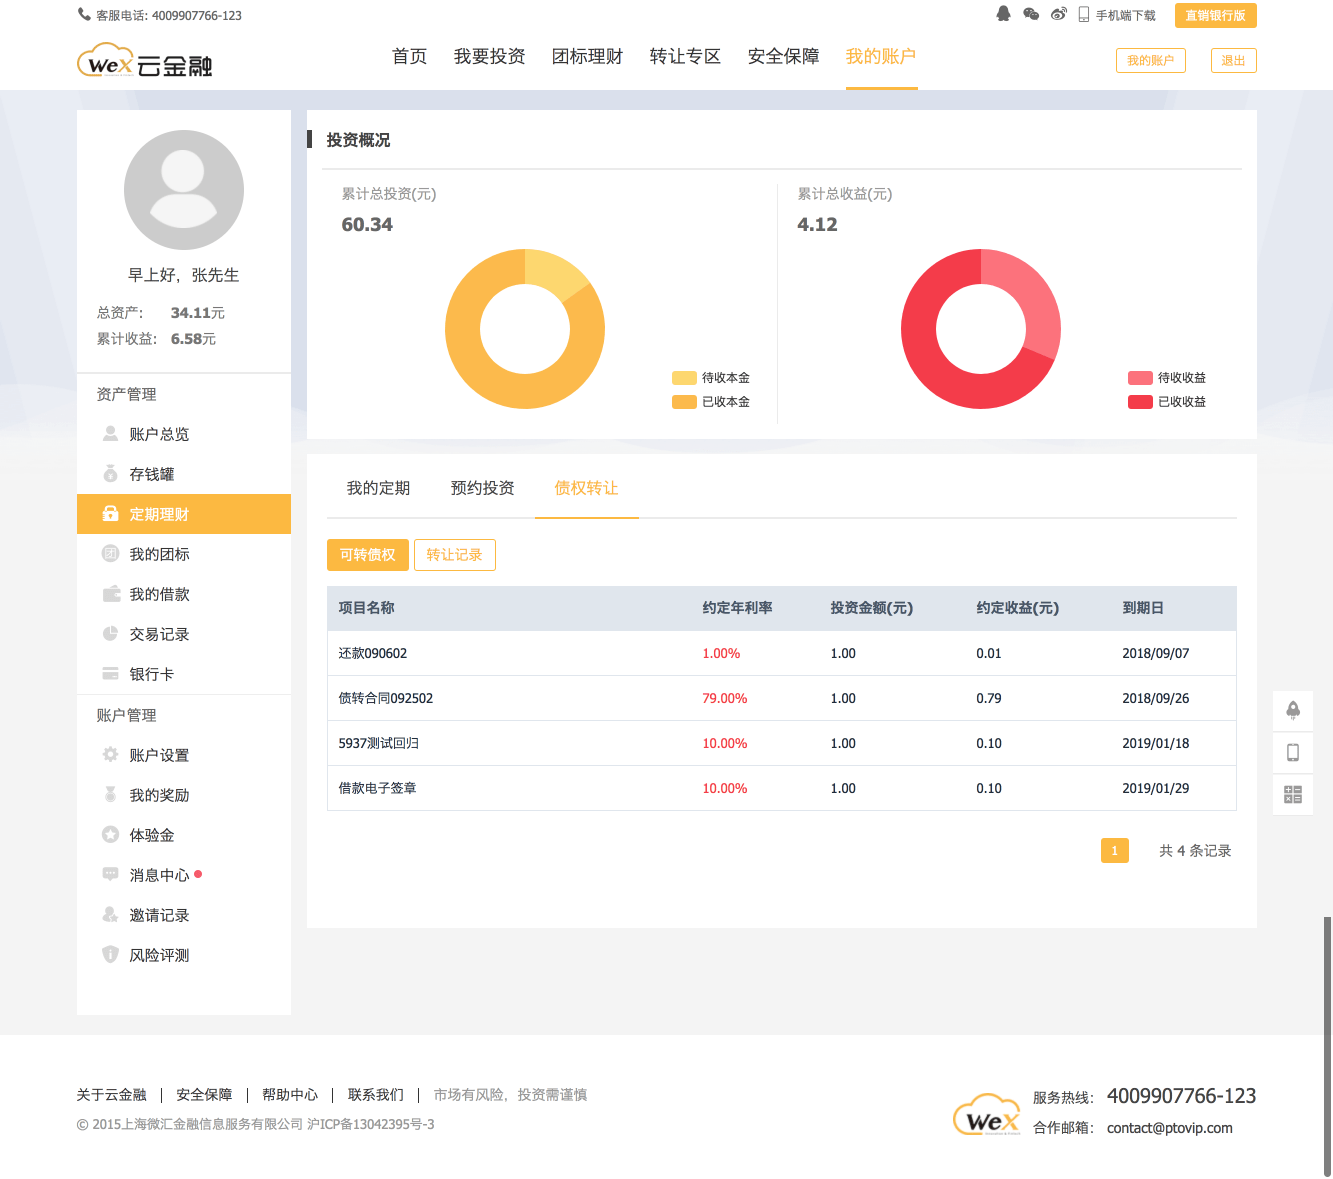 客服电话: 4009907766-123
手机端下载
直销银行版
WeX 云金融
首页 我要投资 团标理财 转让专区 安全保障 我的账户
我的账户
退出
早上好，张先生
总资产： 34.11元
累计收益： 6.58元
资产管理
账户总览
存钱罐
定期理财
我的团标
我的借款
交易记录
银行卡
账户管理
账户设置
我的奖励
体验金
消息中心
邀请记录
风险评测
投资概况
累计总投资(元)
60.34
待收本金
已收本金
累计总收益(元)
4.12
待收收益
已收收益
我的定期 预约投资 债权转让
可转债权 转让记录
项目名称 约定年利率 投资金额(元) 约定收益(元) 到期日
还款090602 1.00% 1.00 0.01 2018/09/07
债转合同092502 79.00% 1.00 0.79 2018/09/26
5937测试回归 10.00% 1.00 0.10 2019/01/18
借款电子签章 10.00% 1.00 0.10 2019/01/29
1 共 4 条记录
关于云金融 | 安全保障 | 帮助中心 | 联系我们 | 市场有风险，投资需谨慎
© 2015上海微汇金融信息服务有限公司 沪ICP备13042395号-3
WeX
服务热线： 4009907766-123
合作邮箱： contact@ptovip.com